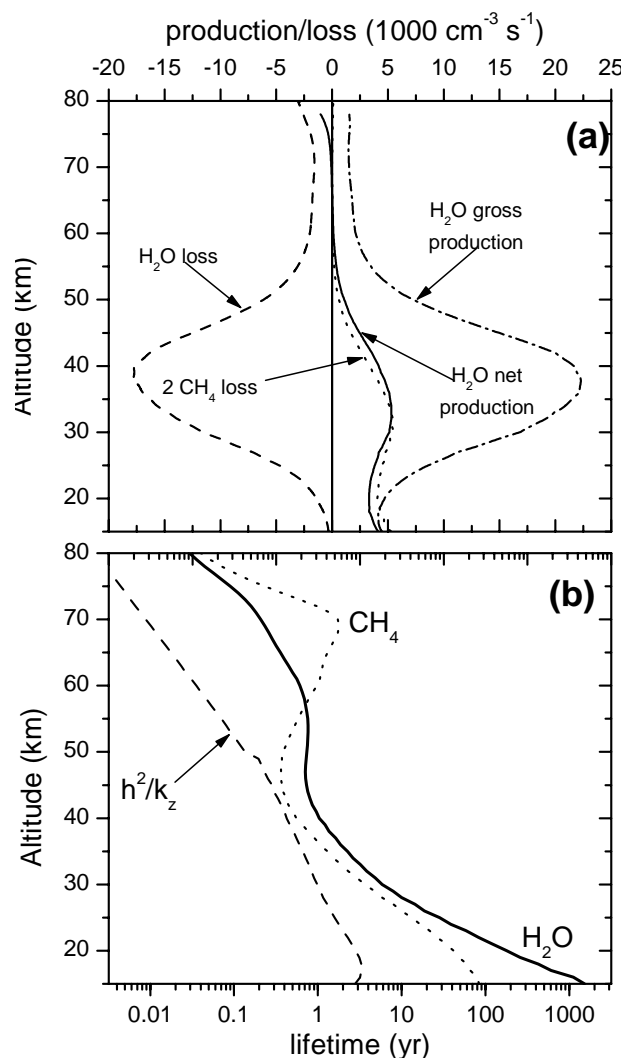 production/loss (1000 cm⁻³ s⁻¹)
-20 -15 -10 -5 0 5 10 15 20 25
80
70
60
50
40
30
20
Altitude (km)
(a)
H₂O gross
production
H₂O loss
2 CH₄ loss
H₂O net
production
80
70
60
50
40
30
20
Altitude (km)
(b)
CH₄
h²/k_z
H₂O
0.01 0.1 1 10 100 1000
lifetime (yr)